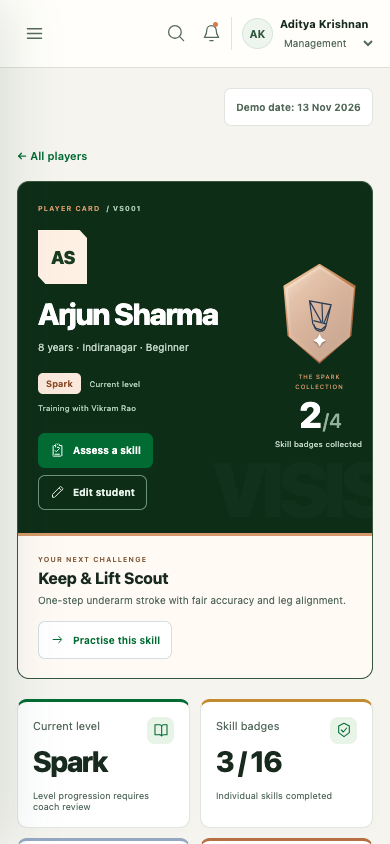 AK
Aditya Krishnan
Management
Demo date: 13 Nov 2026
← All players
PLAYER CARD / VS001
AS
Arjun Sharma
8 years · Indiranagar · Beginner
Spark Current level
Training with Vikram Rao
Assess a skill
Edit student
THE SPARK
COLLECTION
2/4
Skill badges collected
VISIS
YOUR NEXT CHALLENGE
Keep & Lift Scout
One-step underarm stroke with fair accuracy and leg alignment.
→ Practise this skill
Current level
Spark
Level progression requires
coach review
Skill badges
3/16
Individual skills completed